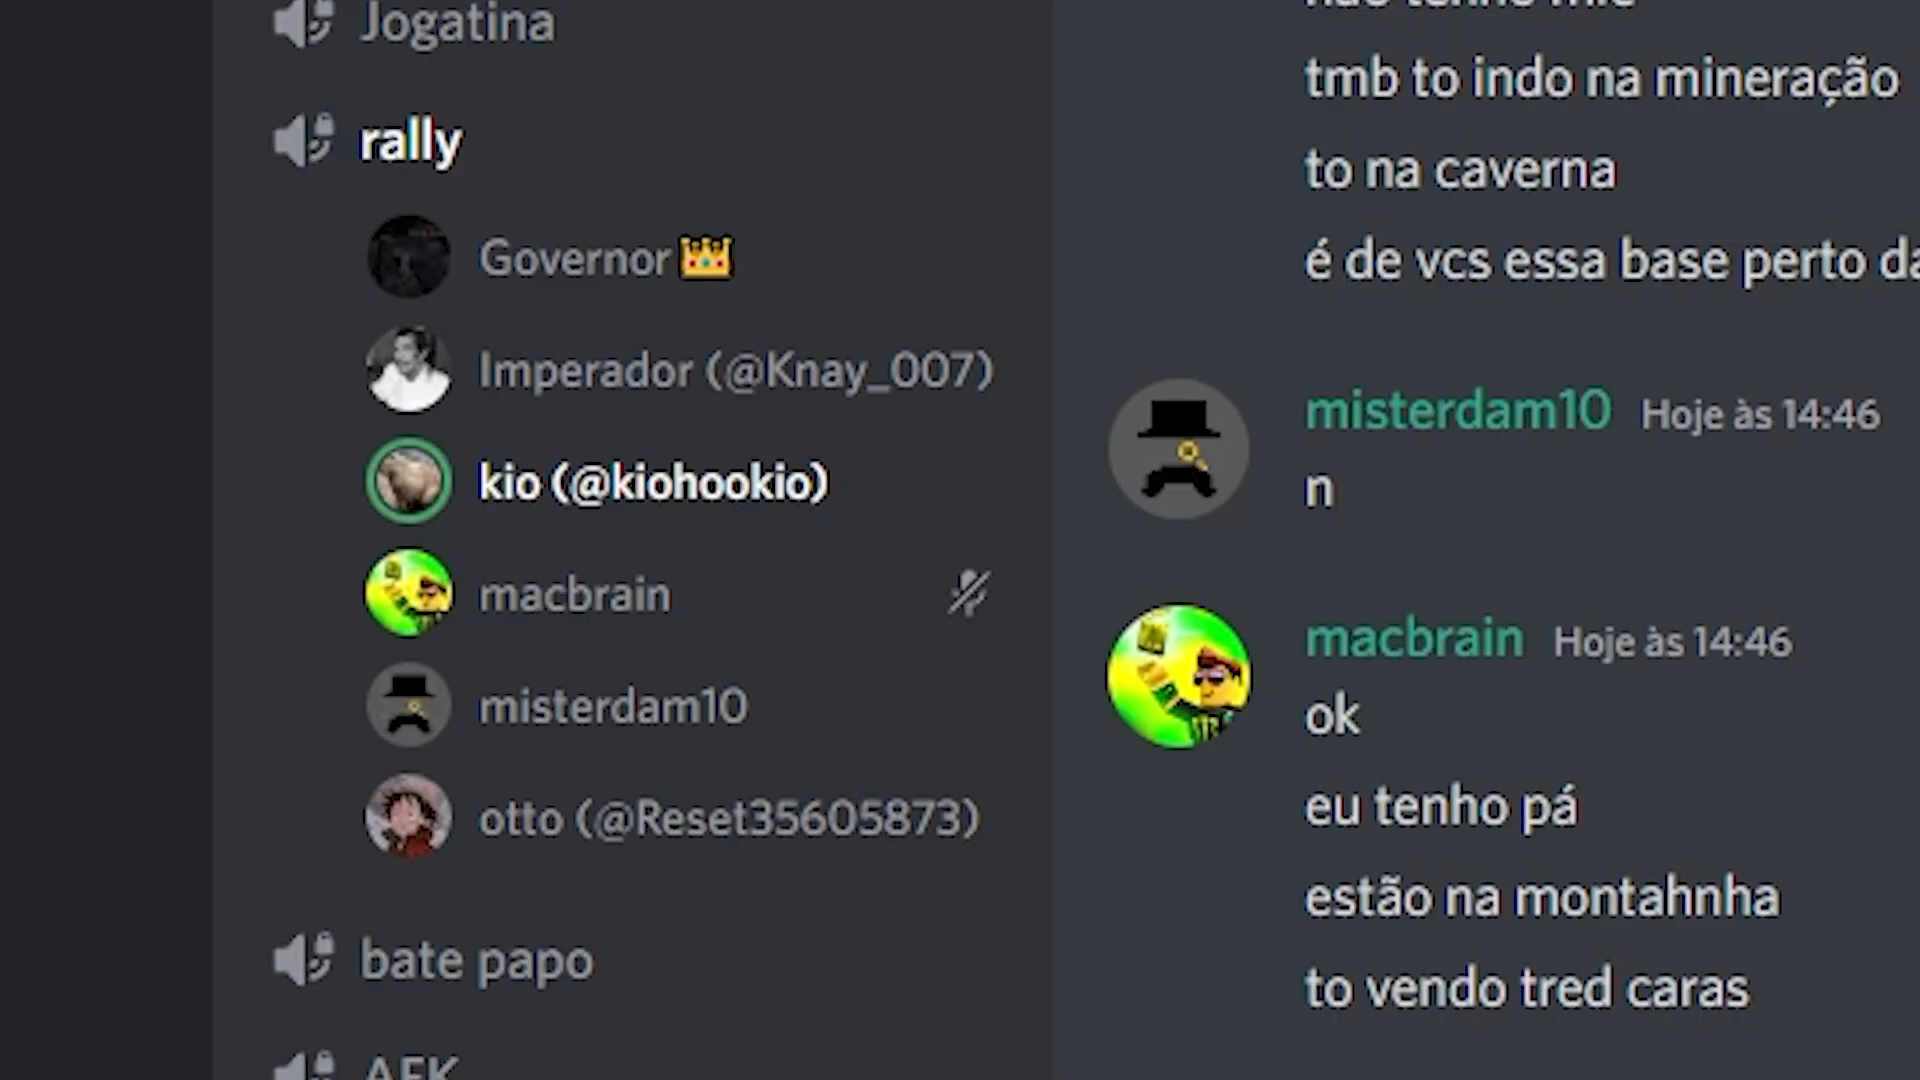 Jogatina
rally
Governor
Imperador (@Knay_007)
kio (@kiohookio)
macbrain
misterdam10
otto (@Reset35605873)
bate papo
AFK
tmb to indo na mineração
to na caverna
é de vcs essa base perto
misterdam10 Hoje às 14:46
n
macbrain Hoje às 14:46
ok
eu tenho pá
estão na montahnha
to vendo tred caras